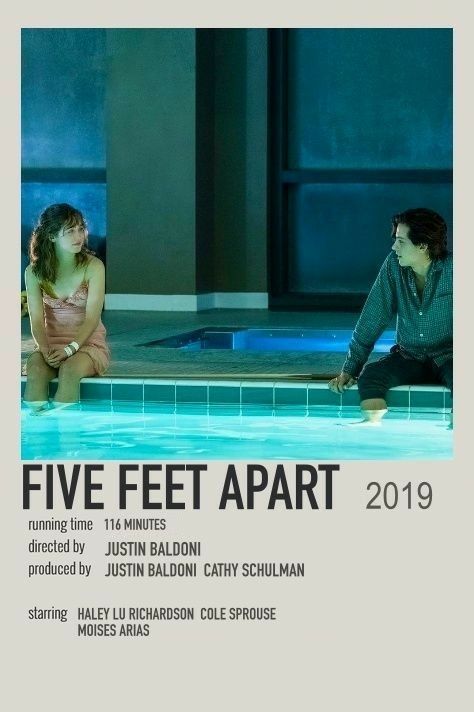 FIVE FEET APART 2019
running time 116 MINUTES
directed by JUSTIN BALDONI
produced by JUSTIN BALDONI CATHY SCHULMAN
starring HALEY LU RICHARDSON COLE SPROUSE
MOISES ARIAS